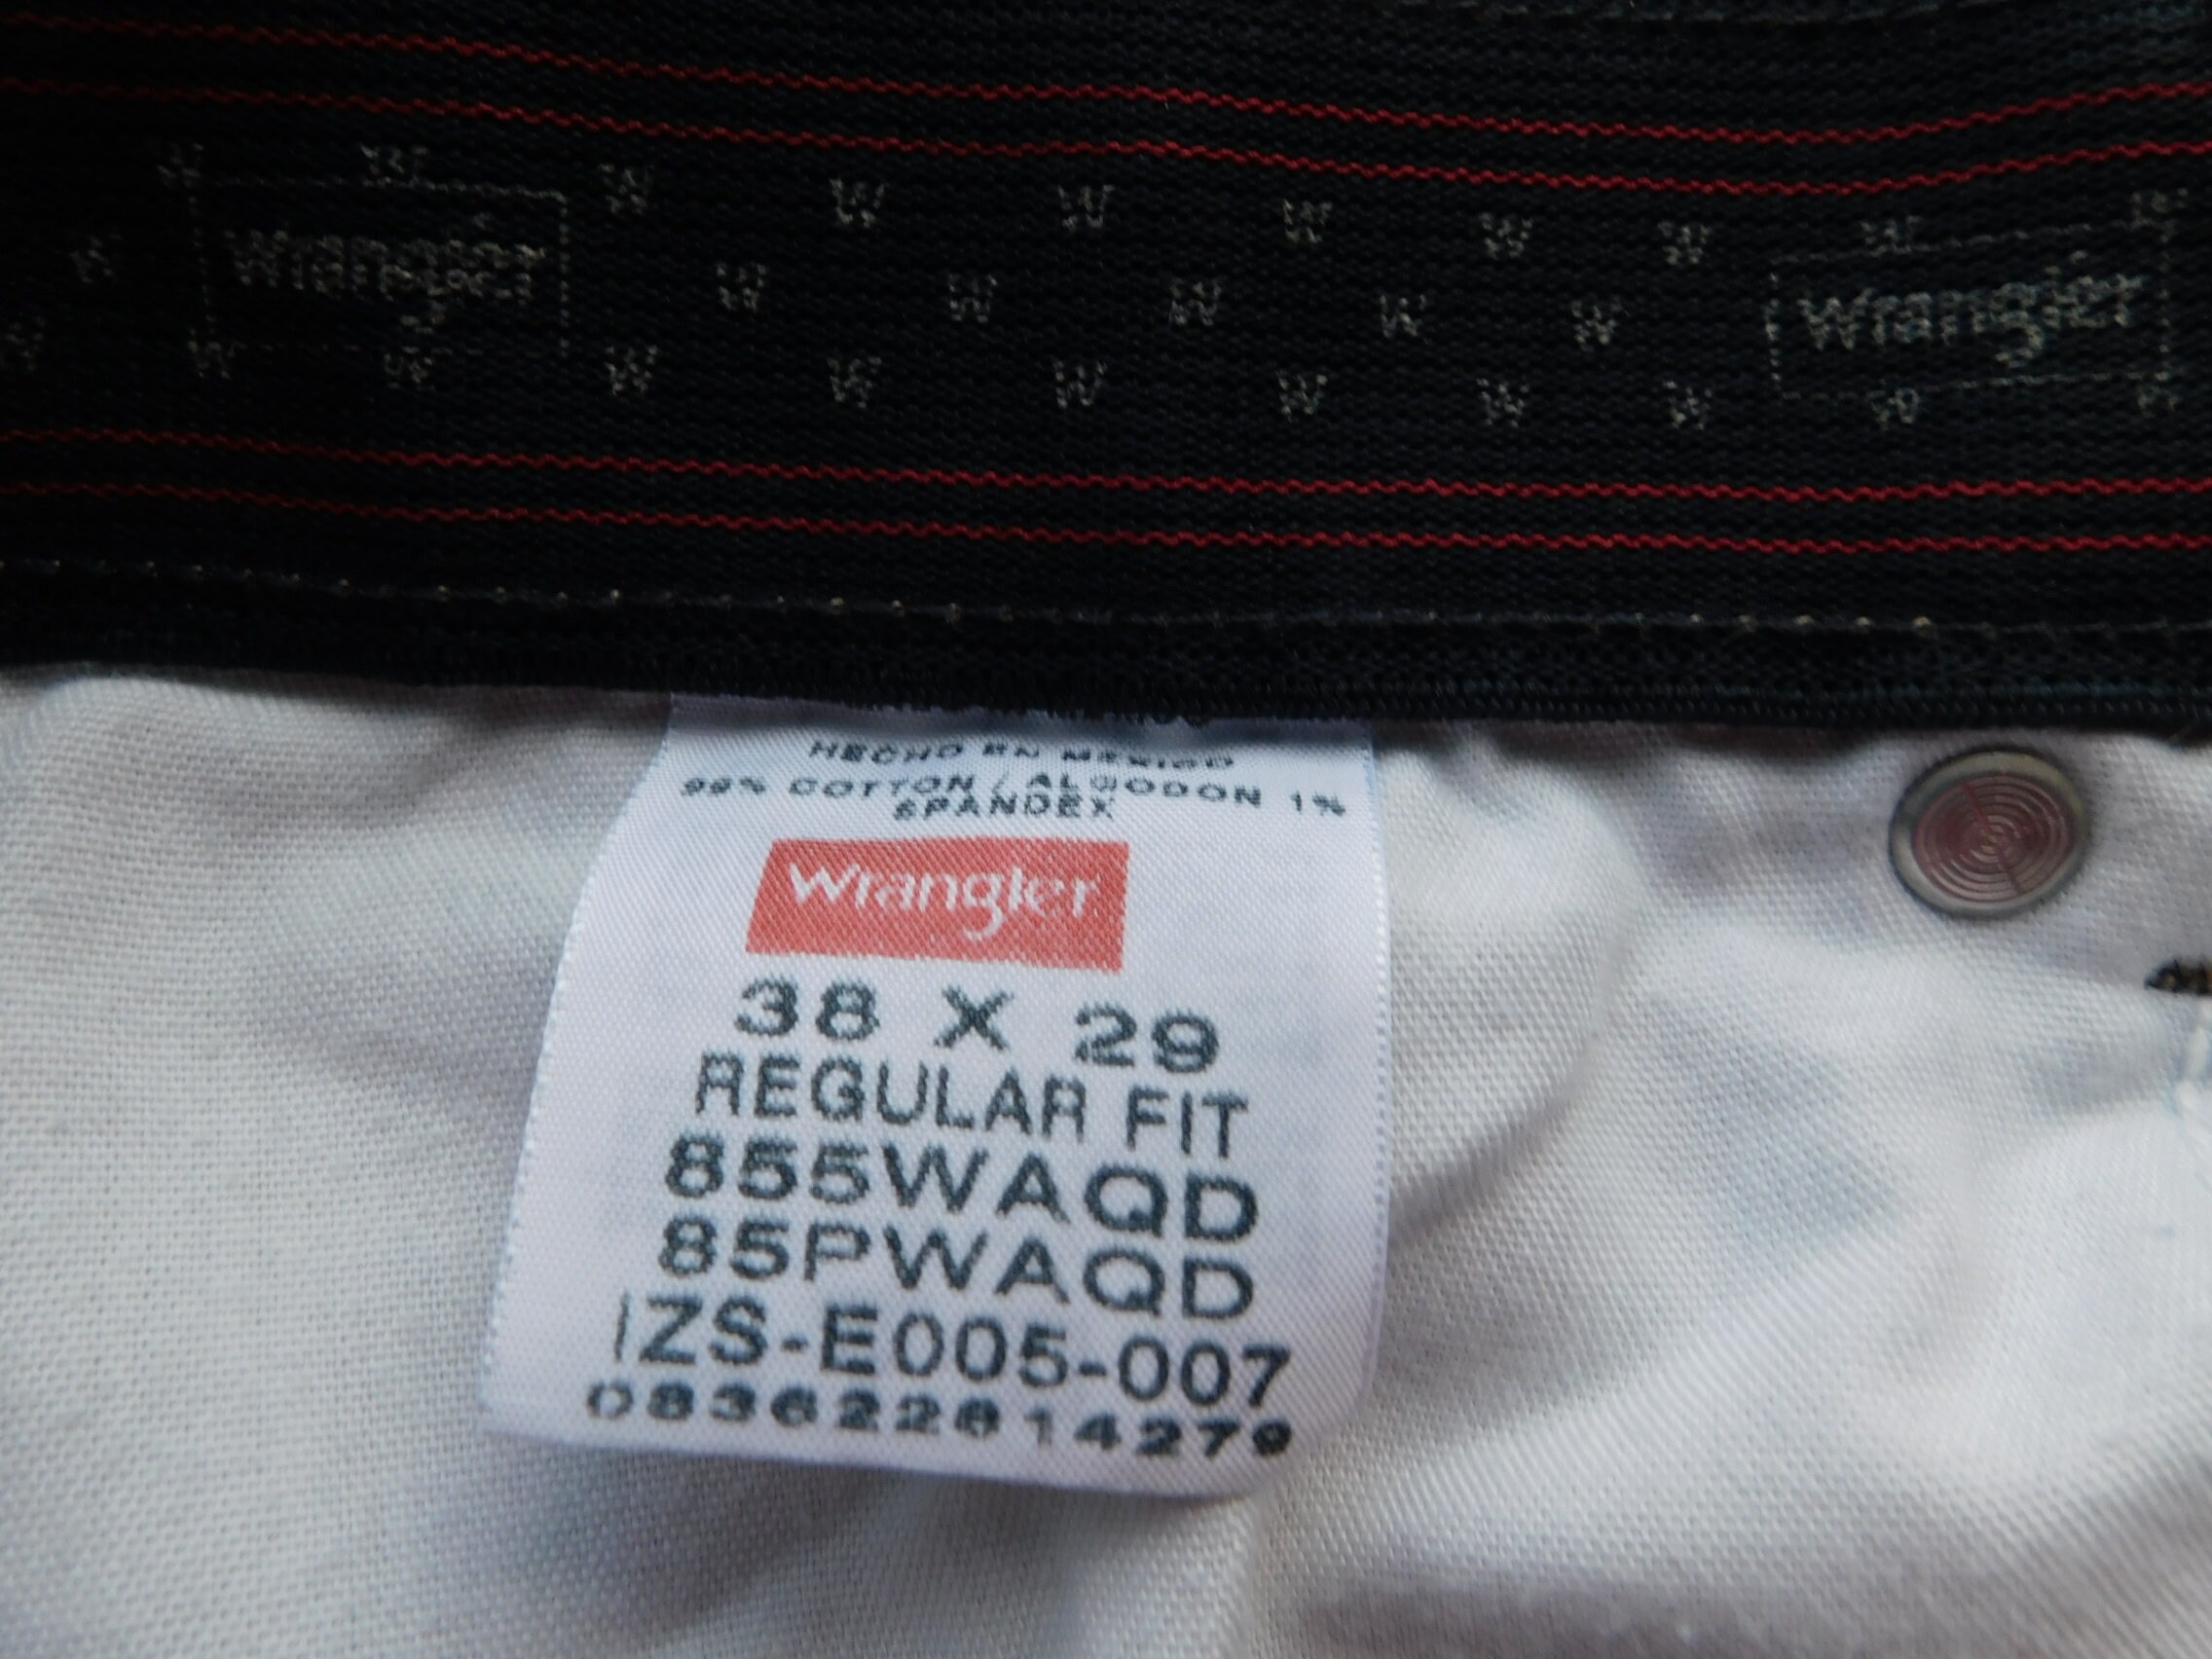 Wrangler
Wrangler
HECHO EN MEXICO
99% COTTON / ALGODON 1%
SPANDEX
Wrangler
38 X 29
REGULAR FIT
855WAQD
85PWAQD
IZS-E005-007
083622614279